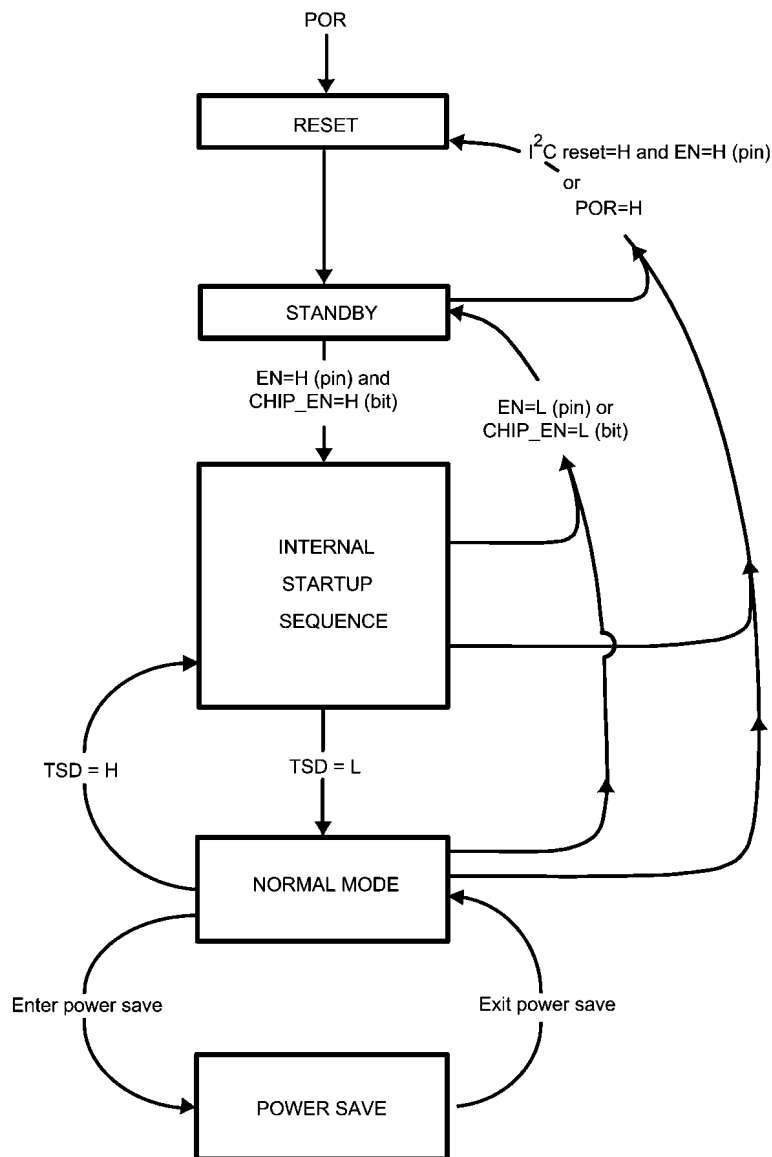 POR
RESET
I²C reset=H and EN=H (pin)
or
POR=H
STANDBY
EN=H (pin) and
CHIP_EN=H (bit)
EN=L (pin) or
CHIP_EN=L (bit)
INTERNAL
STARTUP
SEQUENCE
TSD = H
TSD = L
NORMAL MODE
Enter power save
Exit power save
POWER SAVE